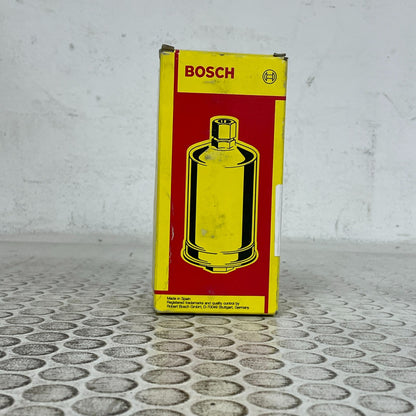 BOSCH
Made in Spain
Registered trademarks and quality control by
Robert Bosch GmbH, D-70049 Stuttgart, Germany